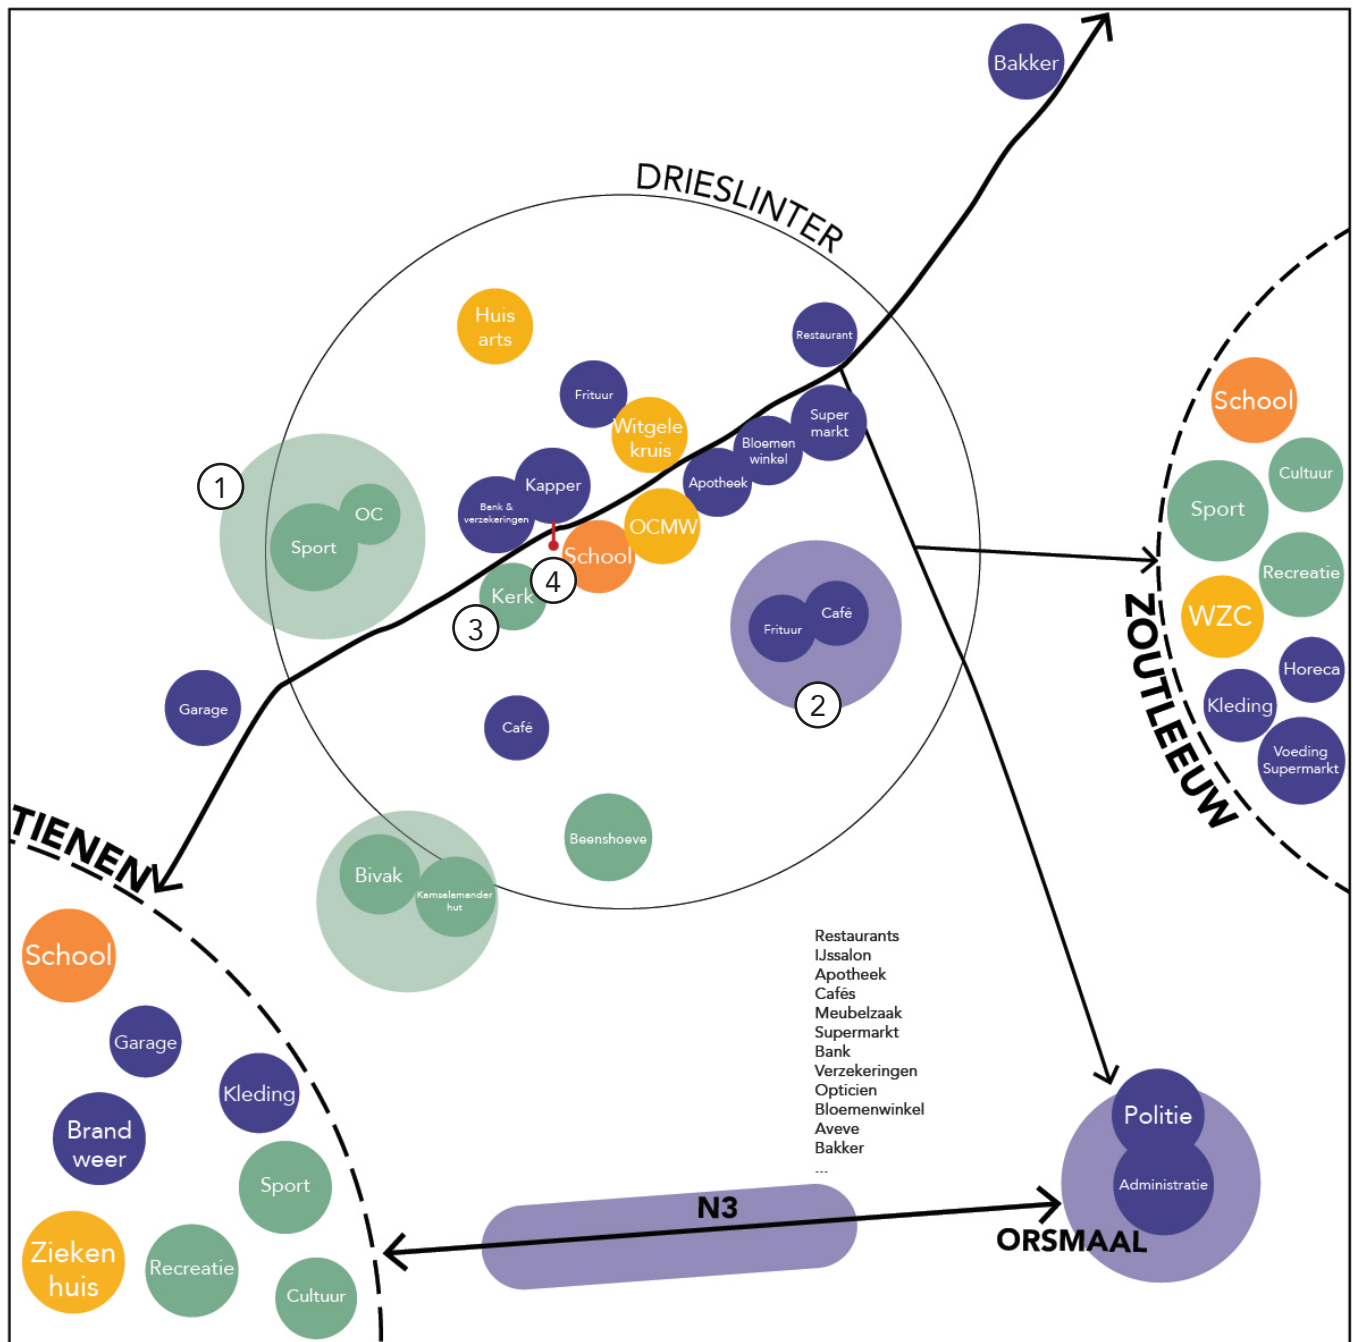 Bakker
DRIESLINTER
Huis
arts
Restaurant
Frituur
Super
markt
Witgele
kruis
Bloemen
winkel
Kapper
Apotheek
Bank &
verzekeringen
1
OC
Sport
OCMW
School
4
Kerk
3
Café
Frituur
2
Garage
Café
Beenshoeve
Bivak
Kamsalamander
hut
School
Cultuur
Sport
Recreatie
WZC
Horeca
Kleding
Voeding
Supermarkt
ZOUTLEEUW
TIENEN
School
Garage
Kleding
Brand
weer
Sport
Zieken
huis
Recreatie
Cultuur
Restaurants
IJssalon
Apotheek
Cafés
Meubelzaak
Supermarkt
Bank
Verzekeringen
Opticien
Bloemenwinkel
Aveve
Bakker
...
N3
Politie
Administratie
ORSMAAL